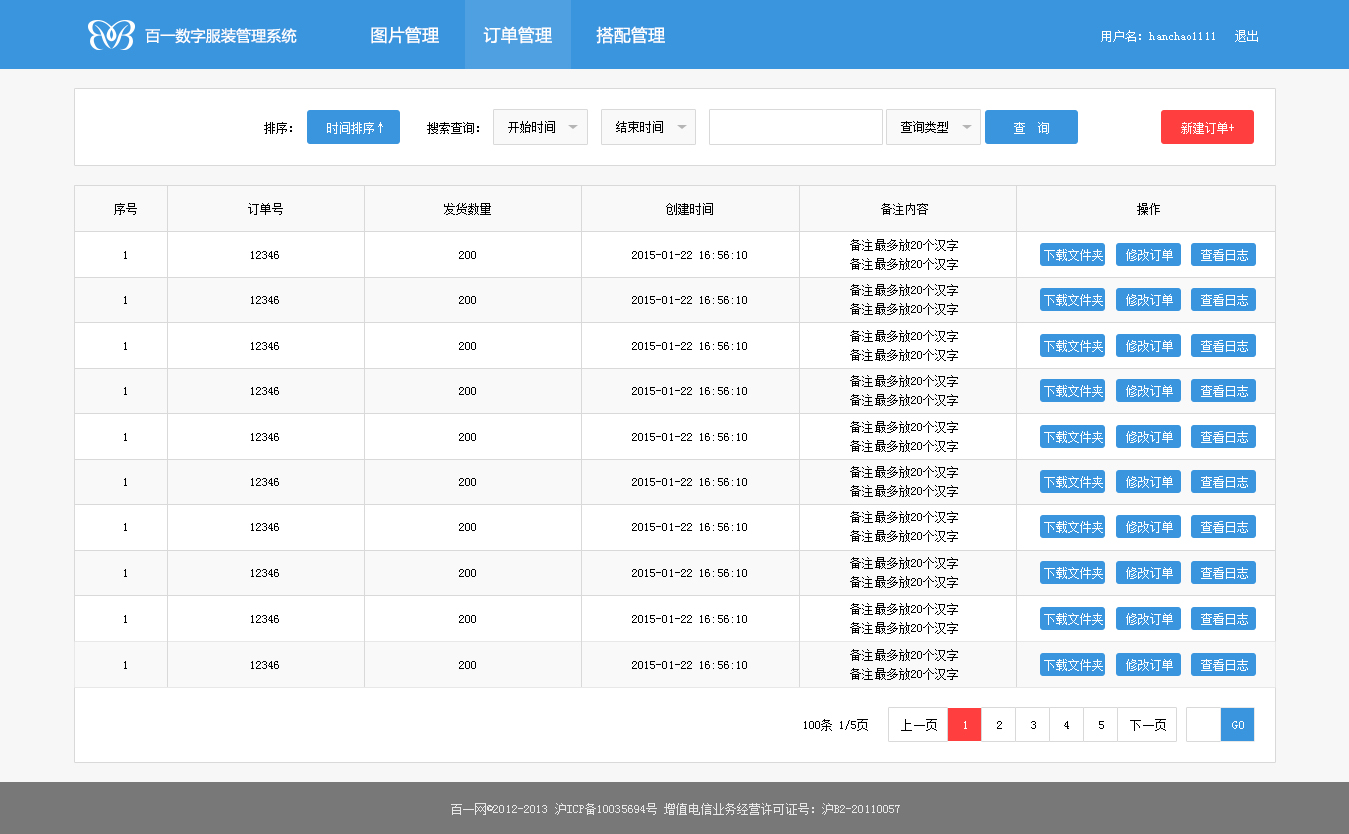 百一数字服装管理系统 图片管理 订单管理 搭配管理 用户名: hanchao1111 退出
排序: 时间排序↑ 搜索查询: 开始时间 结束时间 查询类型 查 询 新建订单+
序号 订单号 发货数量 创建时间 备注内容 操作
1 12346 200 2015-01-22 16:56:10 备注最多放20个汉字 下载文件夹 修改订单 查看日志
备注最多放20个汉字
1 12346 200 2015-01-22 16:56:10 备注最多放20个汉字 下载文件夹 修改订单 查看日志
备注最多放20个汉字
1 12346 200 2015-01-22 16:56:10 备注最多放20个汉字 下载文件夹 修改订单 查看日志
备注最多放20个汉字
1 12346 200 2015-01-22 16:56:10 备注最多放20个汉字 下载文件夹 修改订单 查看日志
备注最多放20个汉字
1 12346 200 2015-01-22 16:56:10 备注最多放20个汉字 下载文件夹 修改订单 查看日志
备注最多放20个汉字
1 12346 200 2015-01-22 16:56:10 备注最多放20个汉字 下载文件夹 修改订单 查看日志
备注最多放20个汉字
1 12346 200 2015-01-22 16:56:10 备注最多放20个汉字 下载文件夹 修改订单 查看日志
备注最多放20个汉字
1 12346 200 2015-01-22 16:56:10 备注最多放20个汉字 下载文件夹 修改订单 查看日志
备注最多放20个汉字
1 12346 200 2015-01-22 16:56:10 备注最多放20个汉字 下载文件夹 修改订单 查看日志
备注最多放20个汉字
1 12346 200 2015-01-22 16:56:10 备注最多放20个汉字 下载文件夹 修改订单 查看日志
备注最多放20个汉字
100条 1/5页 上一页 1 2 3 4 5 下一页 GO
百一网©2012-2013 沪ICP备10035694号 增值电信业务经营许可证号: 沪B2-20110057